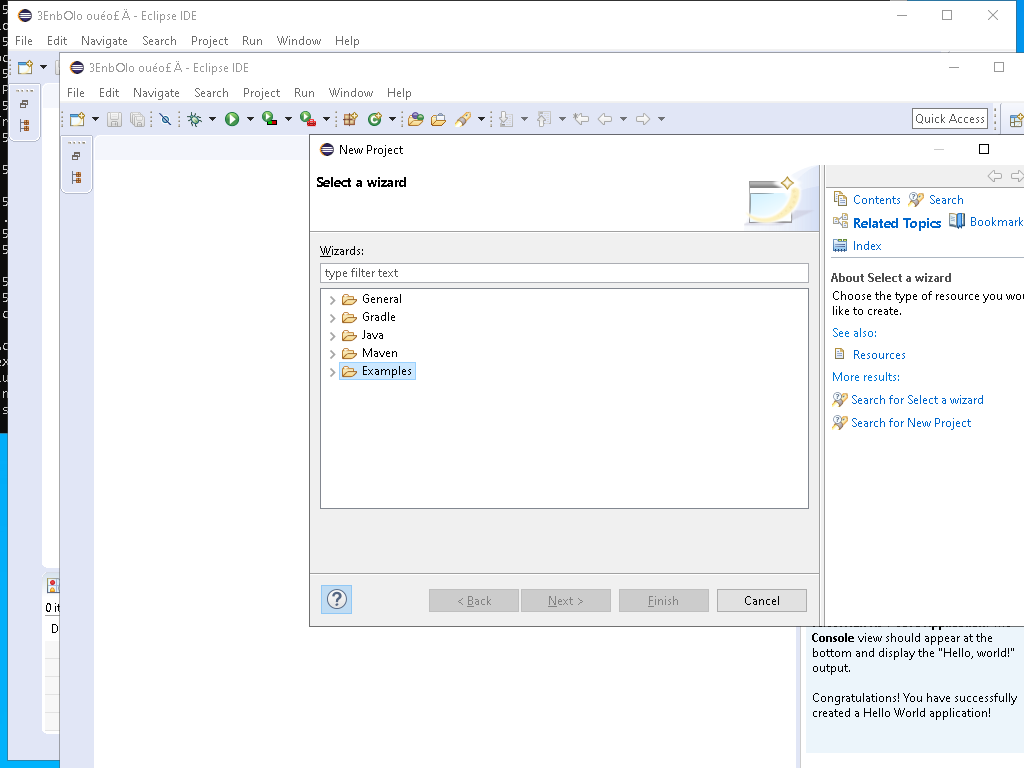 3EnbOlo ouéo£ Ä - Eclipse IDE
File Edit Navigate Search Project Run Window Help
3EnbOlo ouéo£ Ä - Eclipse IDE
File Edit Navigate Search Project Run Window Help
Quick Access
New Project
Select a wizard
Contents Search
Related Topics Bookmark
Index
Wizards:
type filter text
General
Gradle
Java
Maven
Examples
About Select a wizard
Choose the type of resource you wou
like to create.
See also:
Resources
More results:
Search for Select a wizard
Search for New Project
< Back Next > Finish Cancel
0 it
D
Console view should appear at the
bottom and display the "Hello, world!"
output.
Congratulations! You have successfully
created a Hello World application!